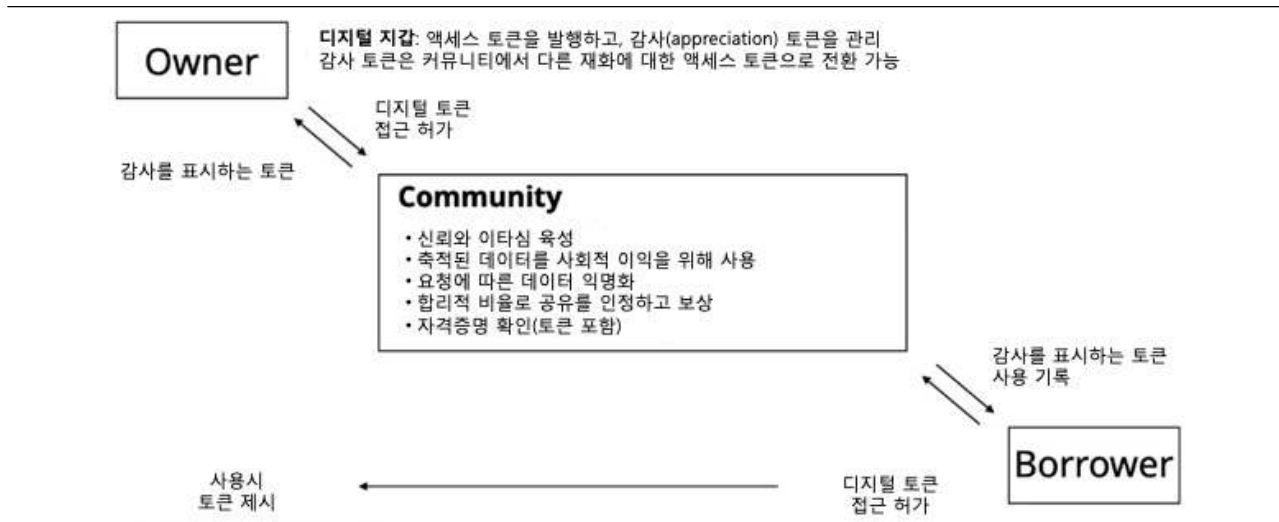 Owner
디지털 지갑: 액세스 토큰을 발행하고, 감사(appreciation) 토큰을 관리
감사 토큰은 커뮤니티에서 다른 재화에 대한 액세스 토큰으로 전환 가능
디지털 토큰
접근 허가
감사를 표시하는 토큰
Community
• 신뢰와 이타심 육성
• 축적된 데이터를 사회적 이익을 위해 사용
• 요청에 따른 데이터 익명화
• 합리적 비율로 공유를 인정하고 보상
• 자격증명 확인(토큰 포함)
감사를 표시하는 토큰
사용 기록
Borrower
디지털 토큰
접근 허가
사용시
토큰 제시